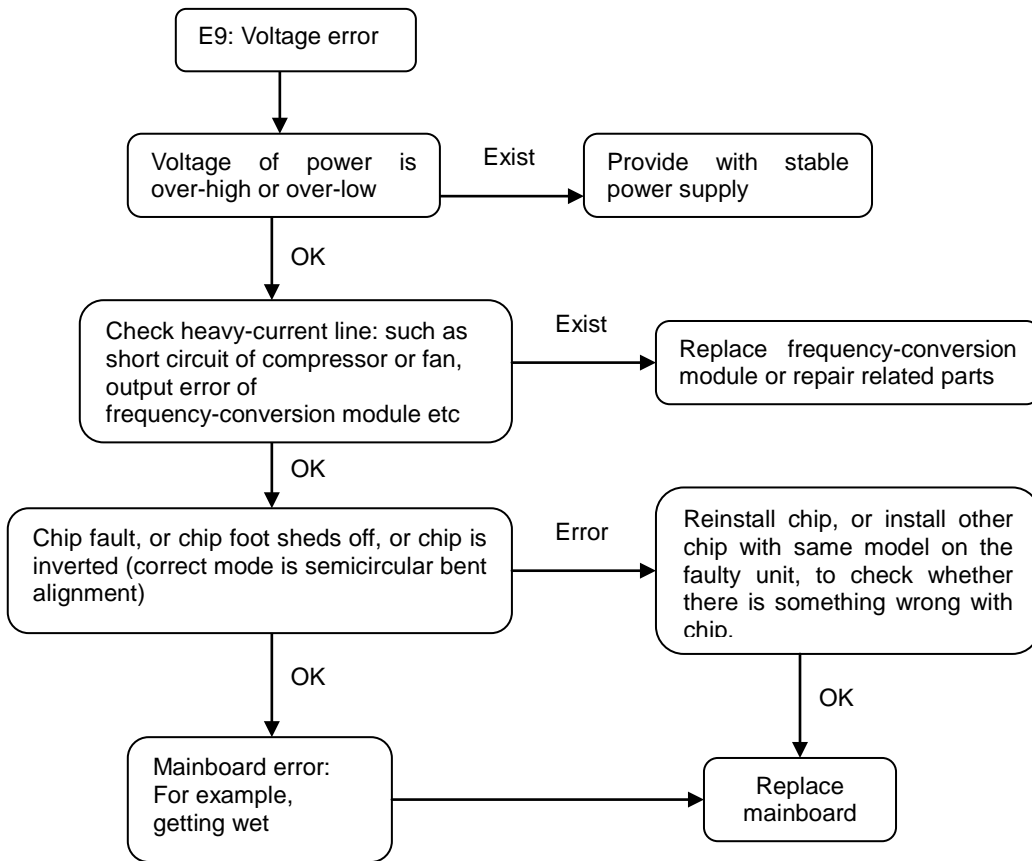 E9: Voltage error
Voltage of power is
over-high or over-low
Exist
Provide with stable
power supply
OK
Check heavy-current line: such as
short circuit of compressor or fan,
output error of
frequency-conversion module etc
Exist
Replace frequency-conversion
module or repair related parts
OK
Chip fault, or chip foot sheds off, or chip is
inverted (correct mode is semicircular bent
alignment)
Error
Reinstall chip, or install other
chip with same model on the
faulty unit, to check whether
there is something wrong with
chip.
OK
OK
Mainboard error:
For example,
getting wet
Replace
mainboard